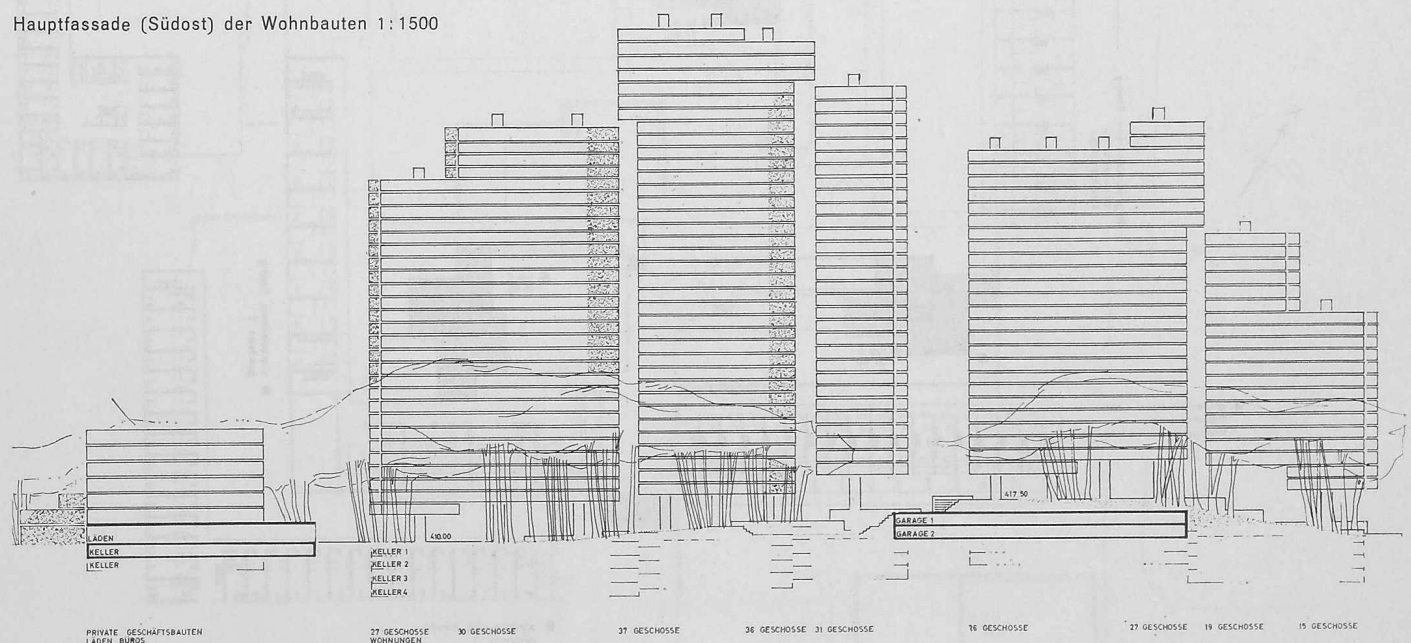 Hauptfassade (Südost) der Wohnbauten 1:1500
417.50
GARAGE 1
GARAGE 2
LÄDEN
410.00
KELLER
KELLER 1
KELLER
KELLER 2
KELLER 3
KELLER 4
PRIVATE GESCHÄFTSBAUTEN
LÄDEN BÜROS
27 GESCHOSSE
WOHNUNGEN
30 GESCHOSSE
37 GESCHOSSE
36 GESCHOSSE
31 GESCHOSSE
26 GESCHOSSE
27 GESCHOSSE
19 GESCHOSSE
15 GESCHOSSE